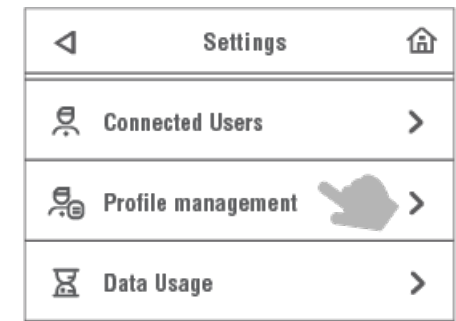 Settings
Connected Users
Profile management
Data Usage